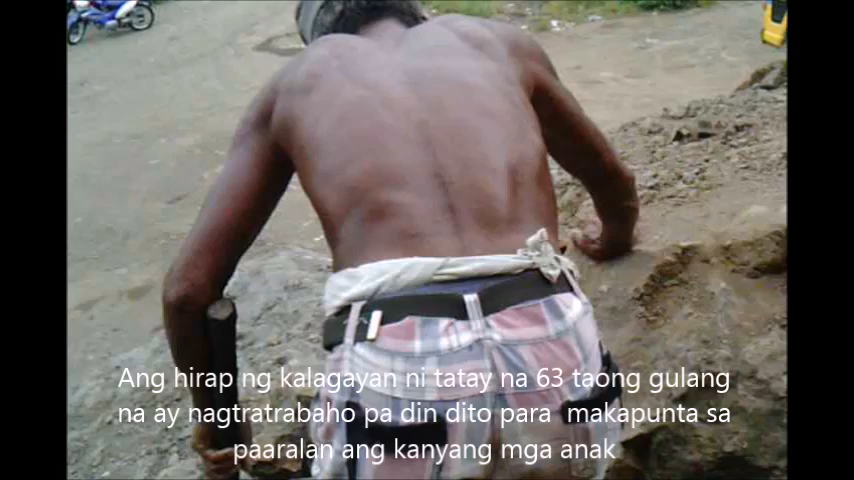 Ang hirap ng kalagayan ni tatay na 63 taong gulang
na ay nagtratrabaho pa din dito para makapunta sa
paaralan ang kanyang mga anak